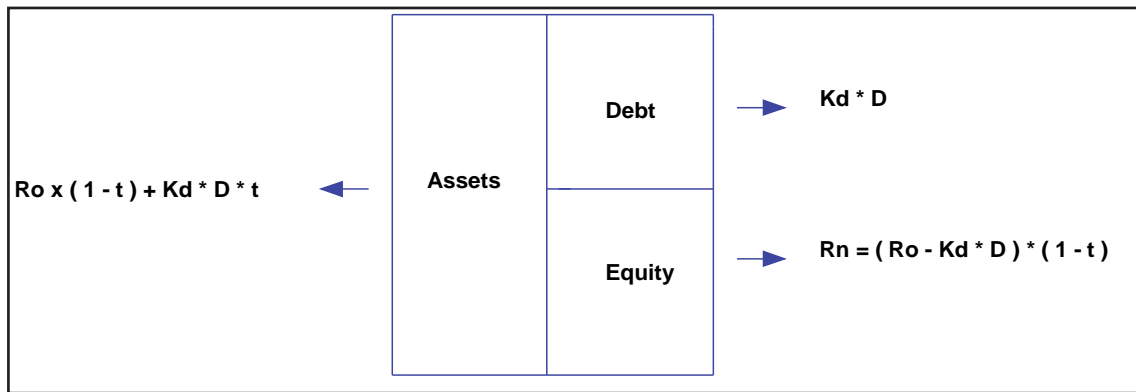 Debt
Kd * D
Assets
Ro x ( 1 - t ) + Kd * D * t
Equity
Rn = ( Ro - Kd * D ) * ( 1 - t )